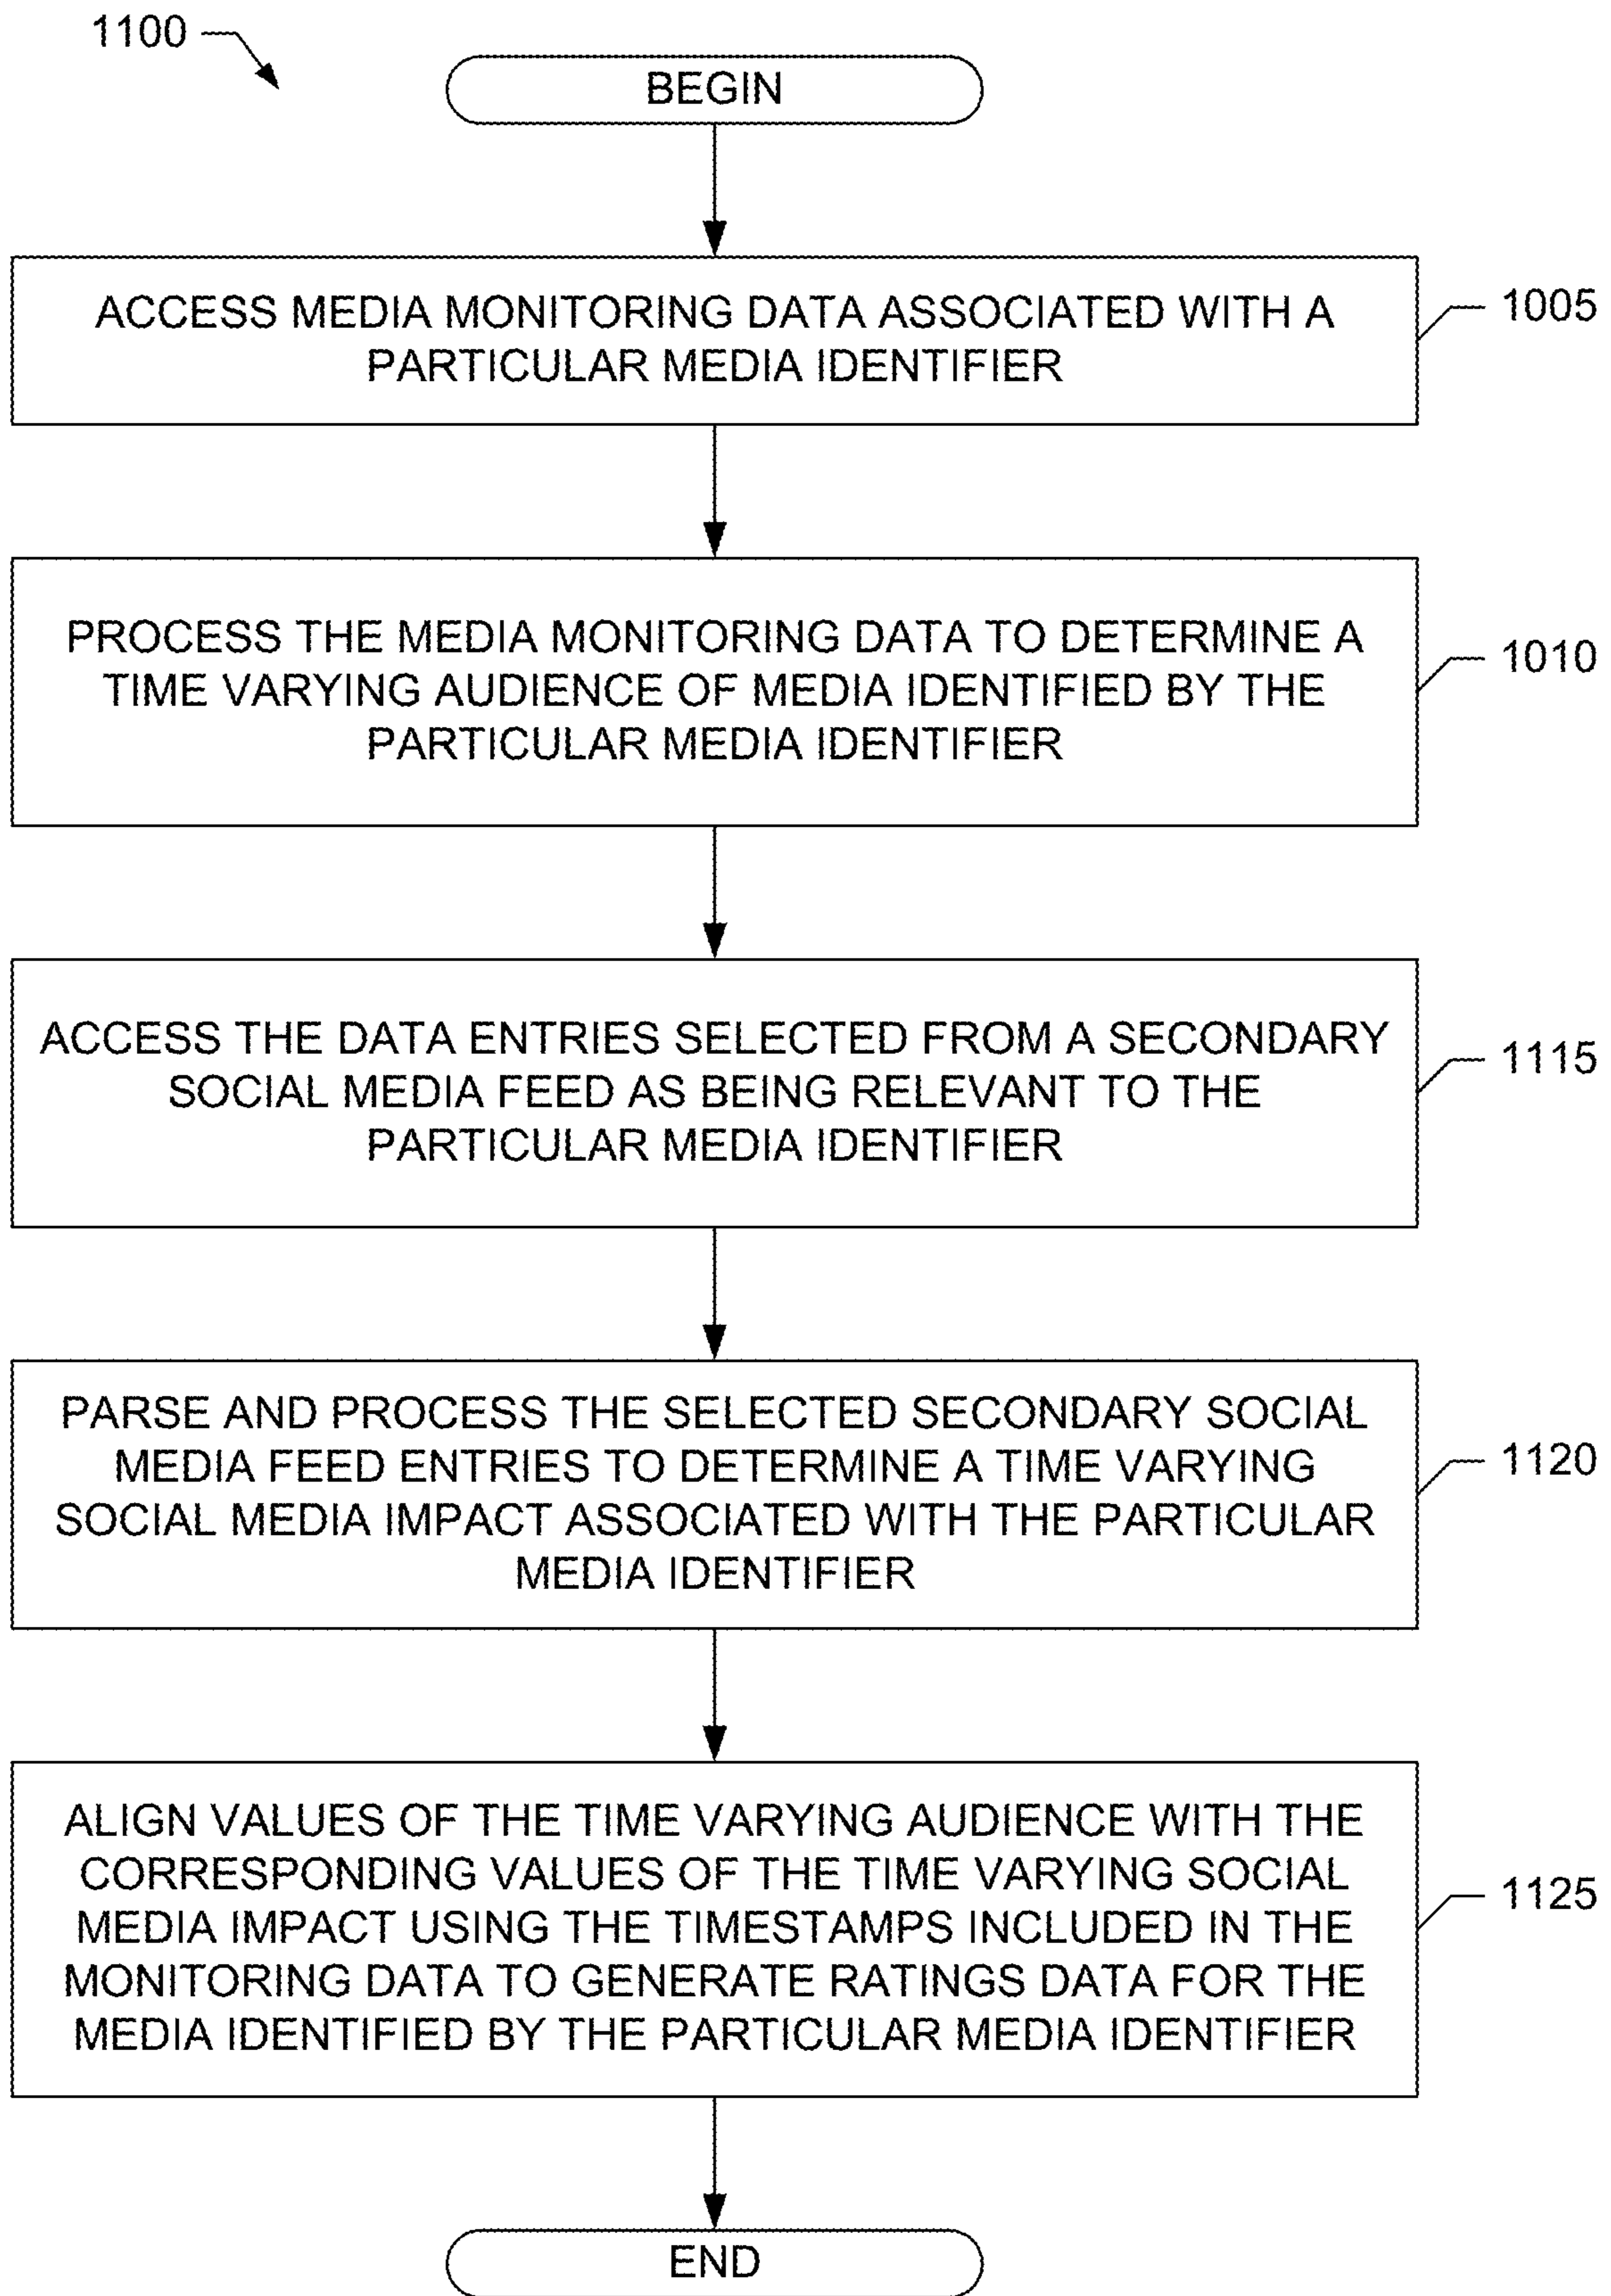 1100
BEGIN
ACCESS MEDIA MONITORING DATA ASSOCIATED WITH A
PARTICULAR MEDIA IDENTIFIER
1005
PROCESS THE MEDIA MONITORING DATA TO DETERMINE A
TIME VARYING AUDIENCE OF MEDIA IDENTIFIED BY THE
PARTICULAR MEDIA IDENTIFIER
1010
ACCESS THE DATA ENTRIES SELECTED FROM A SECONDARY
SOCIAL MEDIA FEED AS BEING RELEVANT TO THE
PARTICULAR MEDIA IDENTIFIER
1115
PARSE AND PROCESS THE SELECTED SECONDARY SOCIAL
MEDIA FEED ENTRIES TO DETERMINE A TIME VARYING
SOCIAL MEDIA IMPACT ASSOCIATED WITH THE PARTICULAR
MEDIA IDENTIFIER
1120
ALIGN VALUES OF THE TIME VARYING AUDIENCE WITH THE
CORRESPONDING VALUES OF THE TIME VARYING SOCIAL
MEDIA IMPACT USING THE TIMESTAMPS INCLUDED IN THE
MONITORING DATA TO GENERATE RATINGS DATA FOR THE
MEDIA IDENTIFIED BY THE PARTICULAR MEDIA IDENTIFIER
1125
END